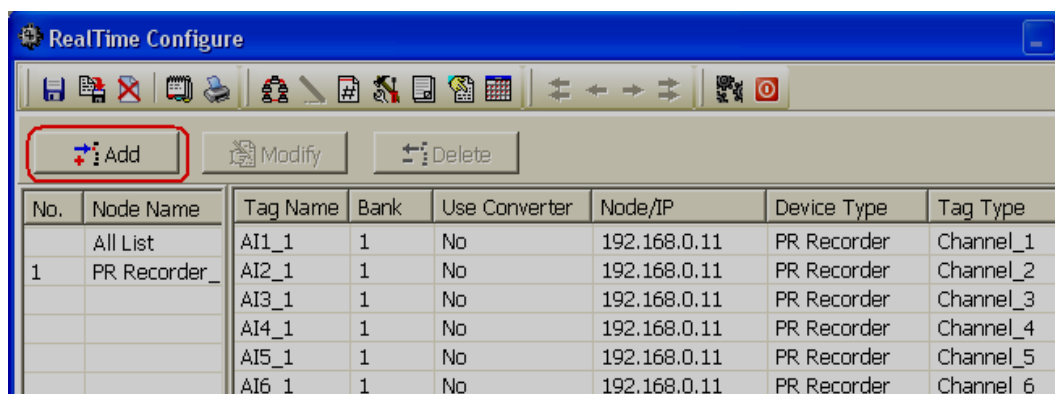 RealTime Configure
Add Modify Delete
No. Node Name Tag Name Bank Use Converter Node/IP Device Type Tag Type
All List AI1_1 1 No 192.168.0.11 PR Recorder Channel_1
1 PR Recorder_ AI2_1 1 No 192.168.0.11 PR Recorder Channel_2
AI3_1 1 No 192.168.0.11 PR Recorder Channel_3
AI4_1 1 No 192.168.0.11 PR Recorder Channel_4
AI5_1 1 No 192.168.0.11 PR Recorder Channel_5
AI6_1 1 No 192.168.0.11 PR Recorder Channel_6